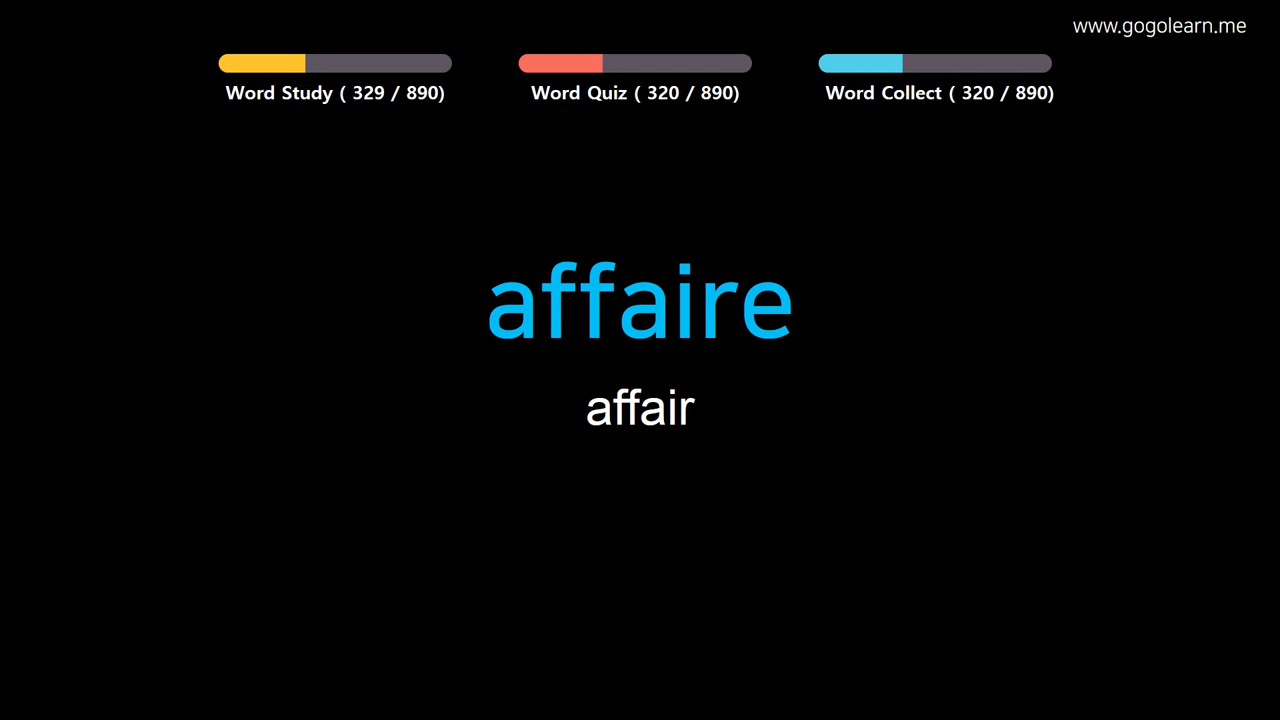 www.gogolearn.me
Word Study ( 329 / 890)
Word Quiz ( 320 / 890)
Word Collect ( 320 / 890)
affaire
affair